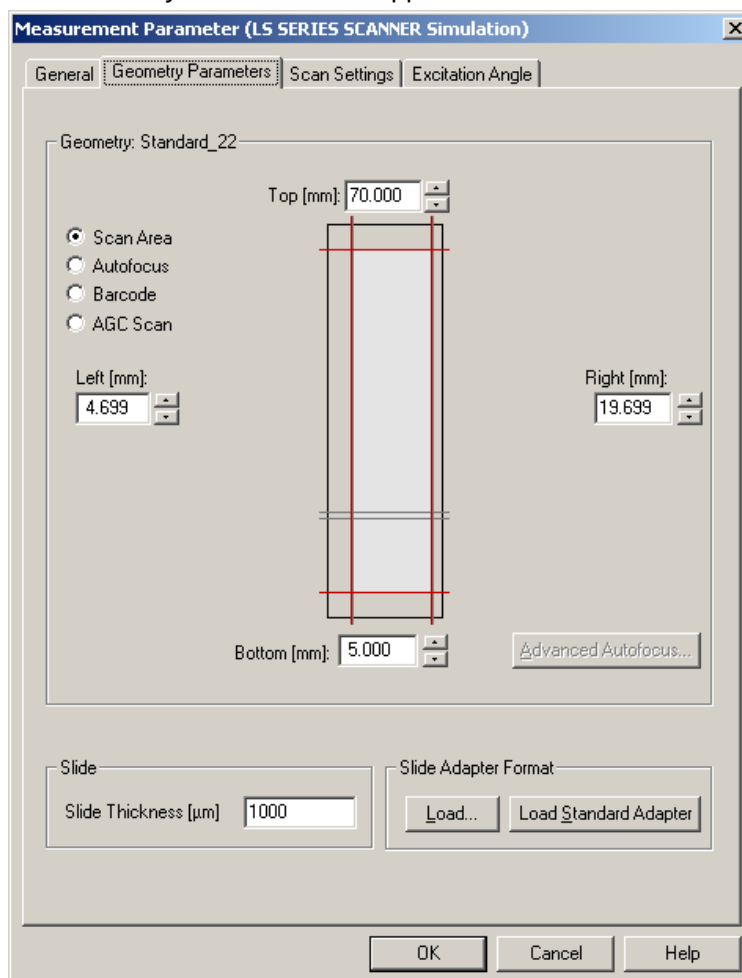 Measurement Parameter (LS SERIES SCANNER Simulation)
General
Geometry Parameters
Scan Settings
Excitation Angle
Geometry: Standard_22
Top [mm]: 70.000
Scan Area
Autofocus
Barcode
AGC Scan
Left [mm]:
4.699
Right [mm]:
19.699
Bottom [mm]: 5.000
Advanced Autofocus...
Slide
Slide Thickness [µm] 1000
Slide Adapter Format
Load...
Load Standard Adapter
OK
Cancel
Help